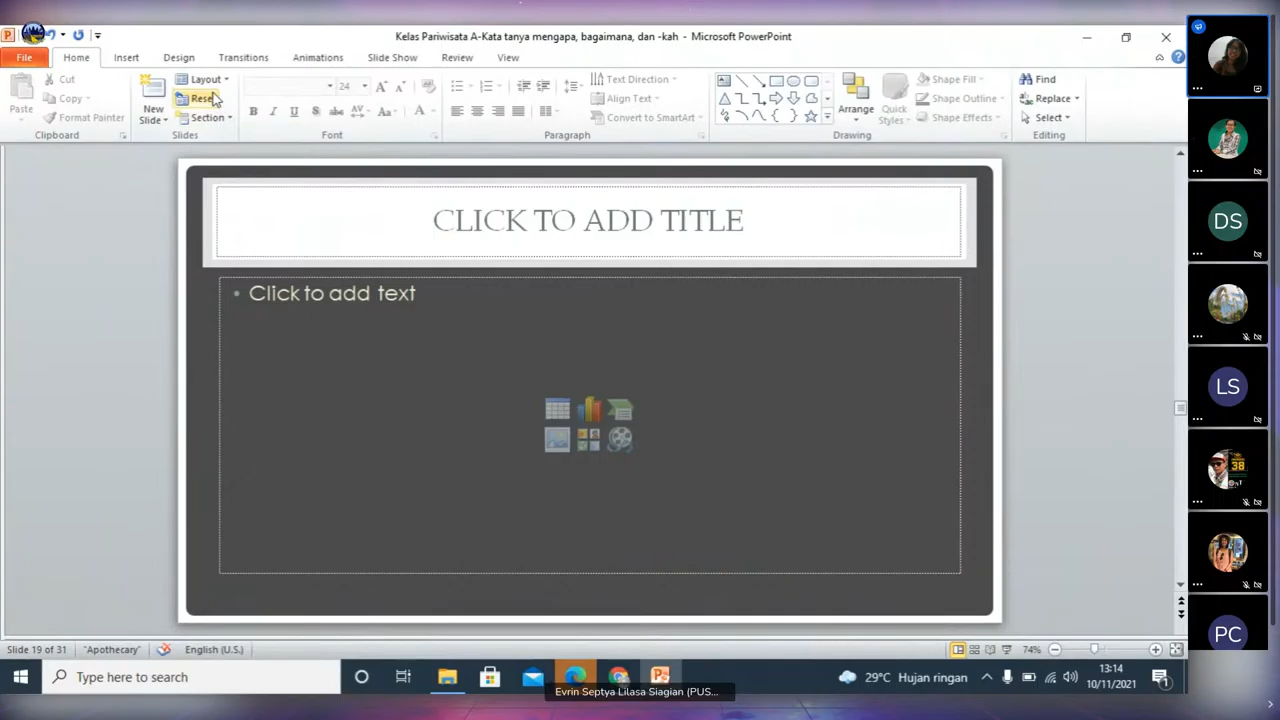 Kelas Pariwisata A-Kata tanya mengapa, bagaimana, dan -kah - Microsoft PowerPoint
File Home Insert Design Transitions Animations Slide Show Review View
Paste
Cut
Copy
Format Painter
Clipboard
New Slide
Layout
Reset
Section
Slides
24
Font
Paragraph
Text Direction
Align Text
Convert to SmartArt
Arrange
Quick Styles
Shape Fill
Shape Outline
Shape Effects
Drawing
Find
Replace
Select
Editing
CLICK TO ADD TITLE
• Click to add text
DS
LS
38
PC
Slide 19 of 31 "Apothecary" English (U.S.) 74%
Type here to search
29°C Hujan ringan
13:14
10/11/2021
1
Evrin Septya Lilasa Siagian (PUS...